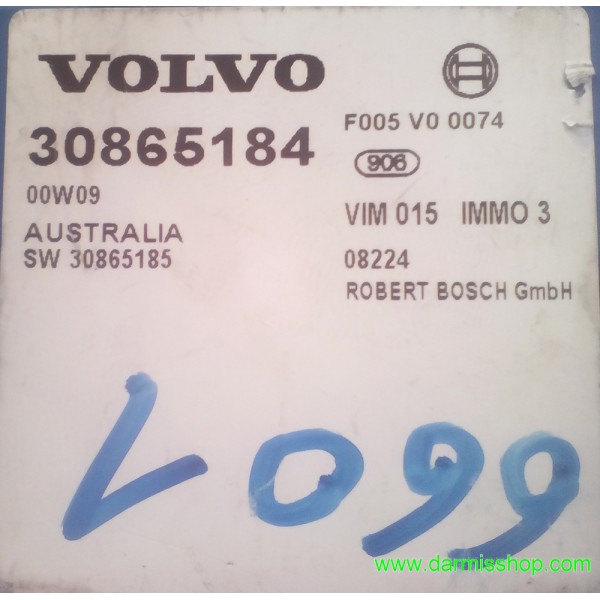 VOLVO
30865184
00W09
AUSTRALIA
SW 30865185
F005 V0 0074
906
VIM 015 IMMO 3
08224
ROBERT BOSCH GmbH
L099
www.darmisshop.com